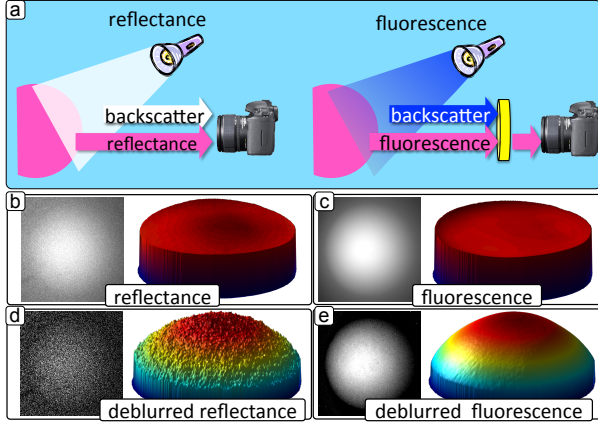 a
reflectance
fluorescence
backscatter
reflectance
backscatter
fluorescence
b
reflectance
c
fluorescence
d
deblurred reflectance
e
deblurred fluorescence